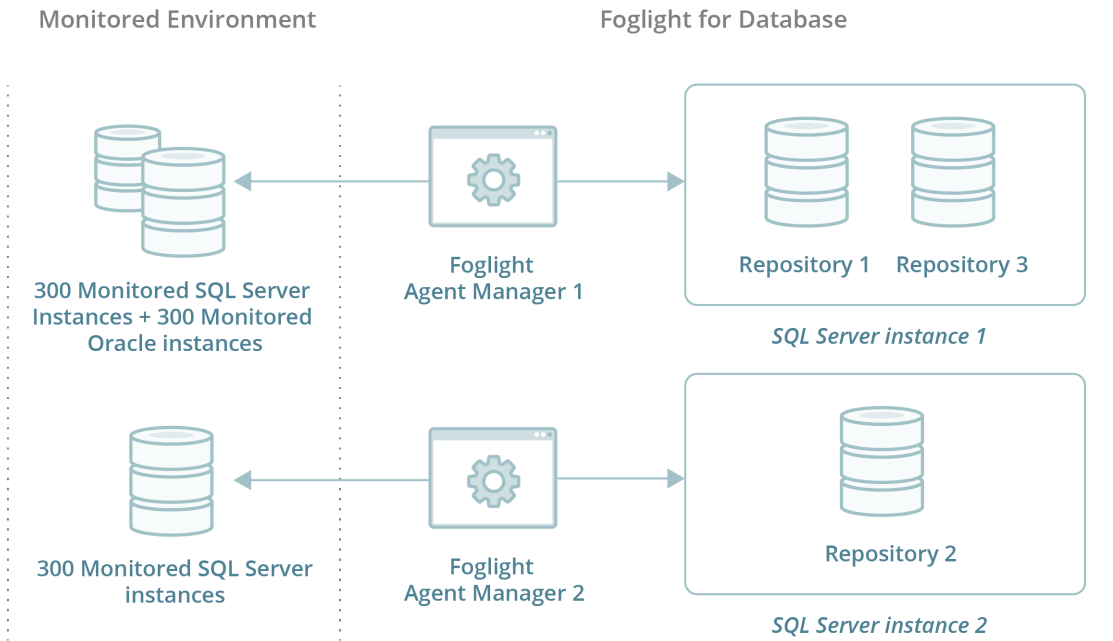 Monitored Environment
Foglight for Database
300 Monitored SQL Server
Instances + 300 Monitored
Oracle instances
Foglight
Agent Manager 1
Repository 1
Repository 3
SQL Server instance 1
300 Monitored SQL Server
instances
Foglight
Agent Manager 2
Repository 2
SQL Server instance 2